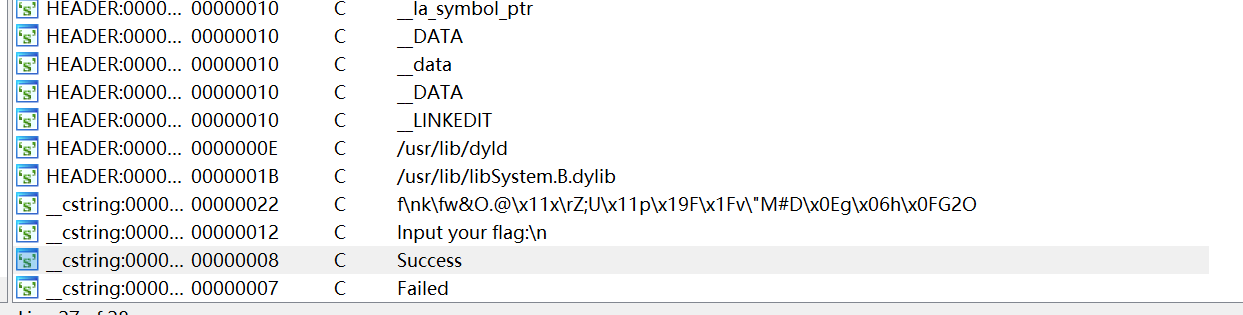 HEADER:0000... 00000010 C __la_symbol_ptr
HEADER:0000... 00000010 C __DATA
HEADER:0000... 00000010 C __data
HEADER:0000... 00000010 C __DATA
HEADER:0000... 00000010 C __LINKEDIT
HEADER:0000... 0000000E C /usr/lib/dyld
HEADER:0000... 0000001B C /usr/lib/libSystem.B.dylib
__cstring:0000... 00000022 C f\nk\fw&O.@\x11x\rZ;U\x11p\x19F\x1Fv\"M#D\x0Eg\x06h\x0FG2O
__cstring:0000... 00000012 C Input your flag:\n
__cstring:0000... 00000008 C Success
__cstring:0000... 00000007 C Failed